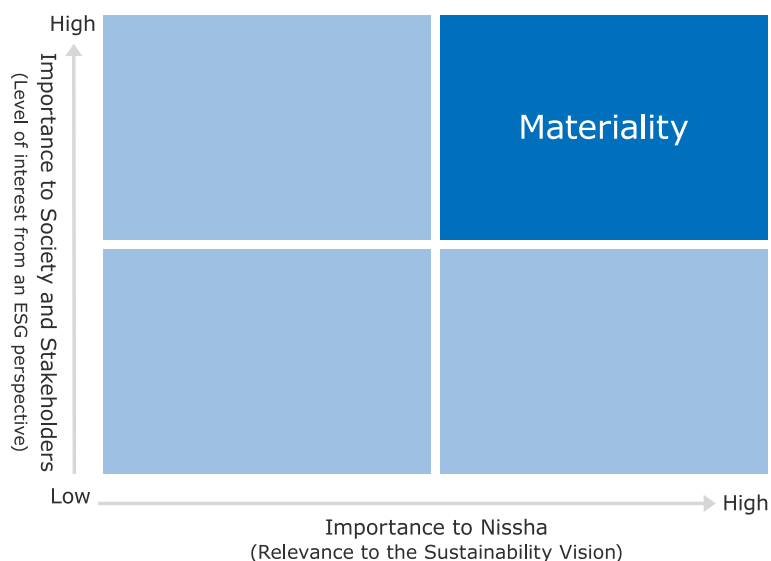 High
Importance to Society and Stakeholders
(Level of interest from an ESG perspective)
Materiality
Low
High
Importance to Nissha
(Relevance to the Sustainability Vision)